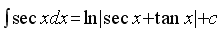 ∫sec xdx=ln|sec x+tan x|+c